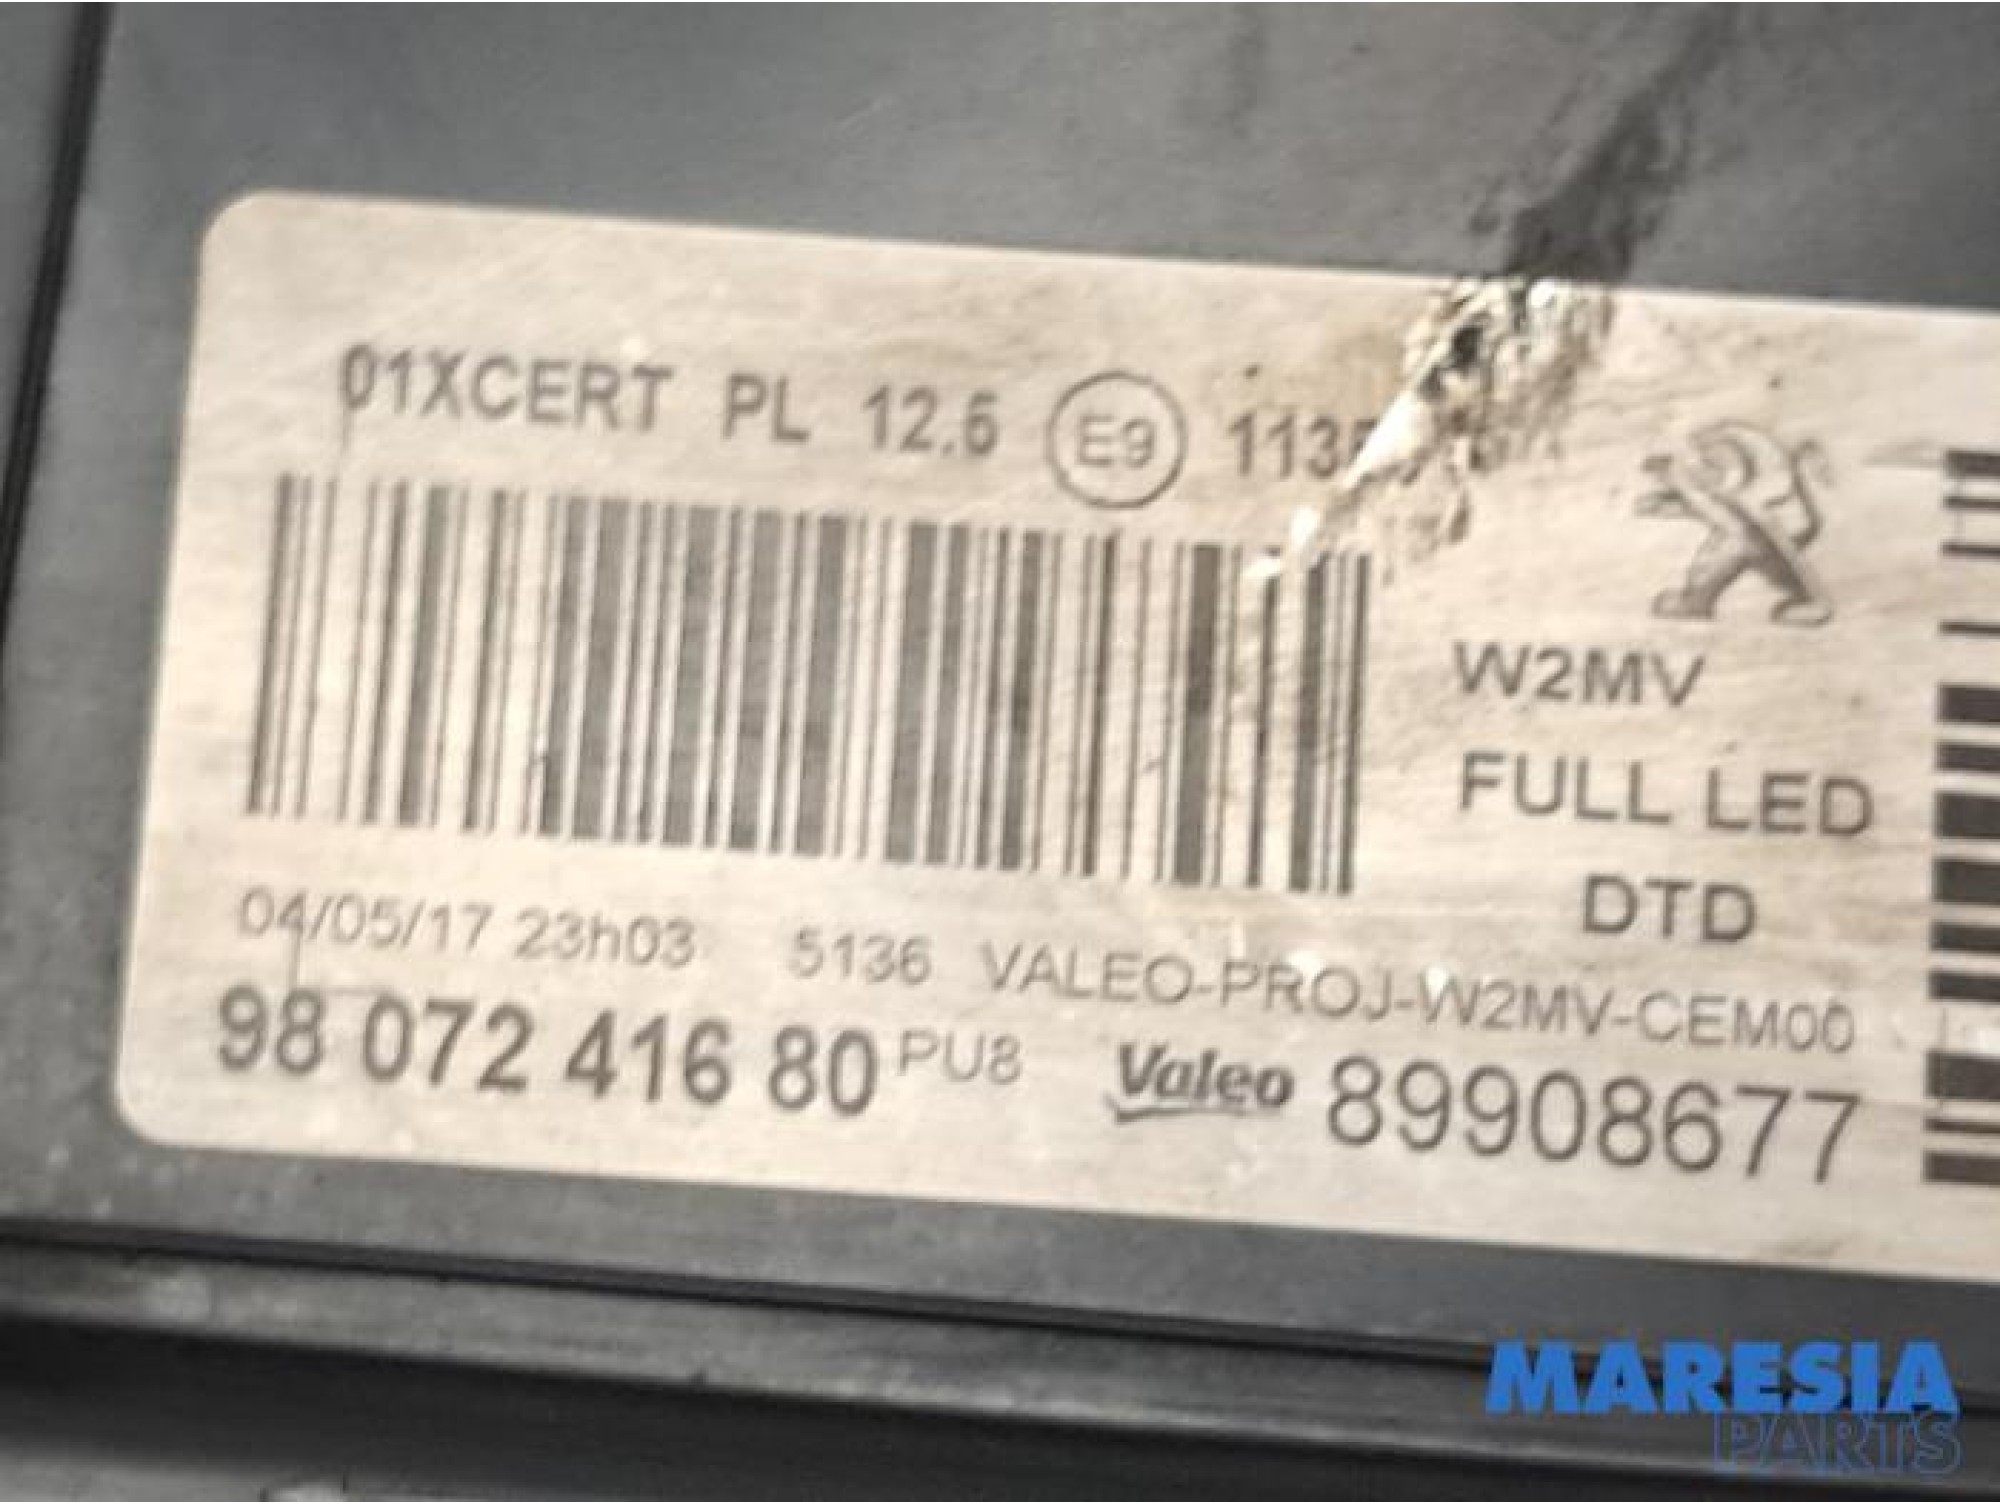 01XCERT PL 12.5 E9
W2MV
FULL LED
DTD
04/05/17 23h03 5136 VALEO-PROJ-W2MV-CEM00
98 072 416 80 PU8 Valeo 89908677
MARESIA
PARTS